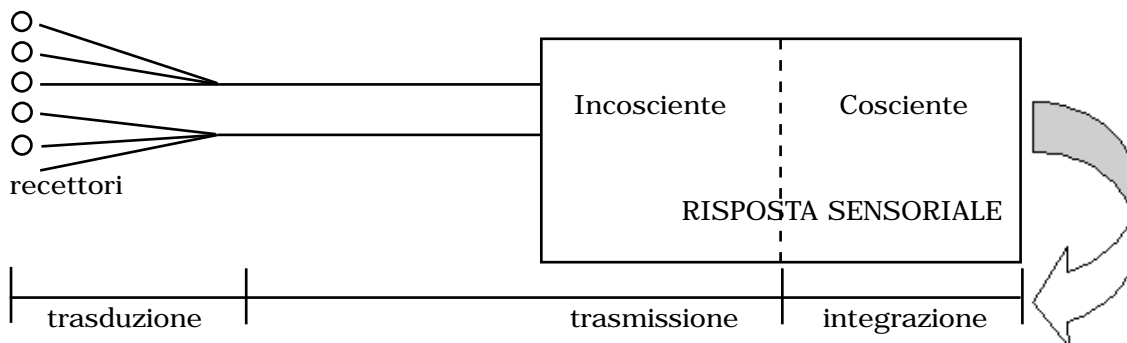 Incosciente Cosciente
recettori
RISPOSTA SENSORIALE
trasduzione trasmissione integrazione